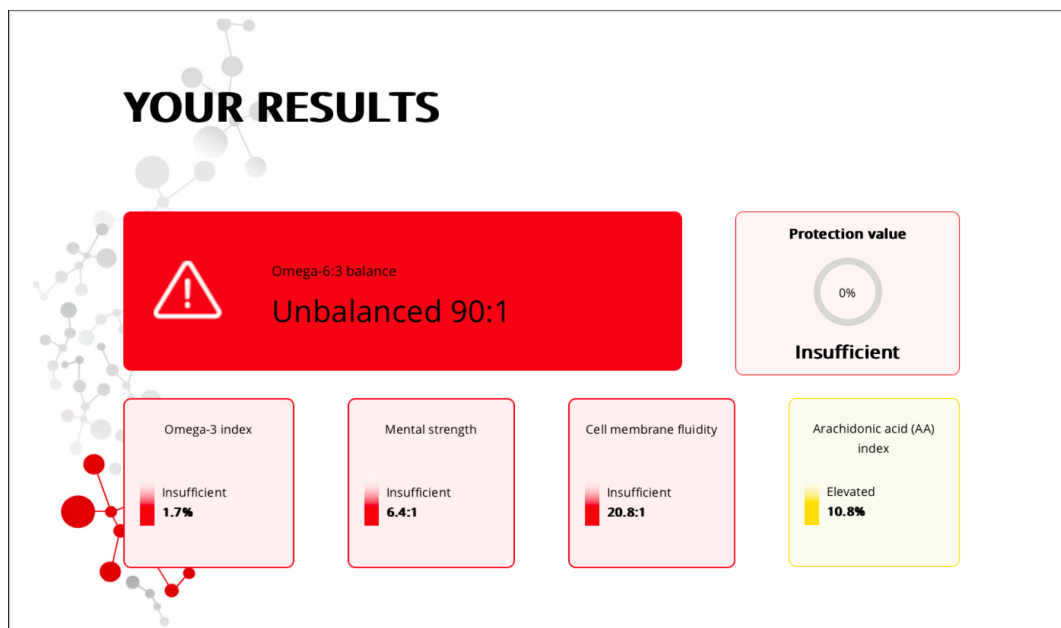 YOUR RESULTS
Omega-6:3 balance
Unbalanced 90:1
Protection value
0%
Insufficient
Omega-3 index
Insufficient
1.7%
Mental strength
Insufficient
6.4:1
Cell membrane fluidity
Insufficient
20.8:1
Arachidonic acid (AA)
index
Elevated
10.8%